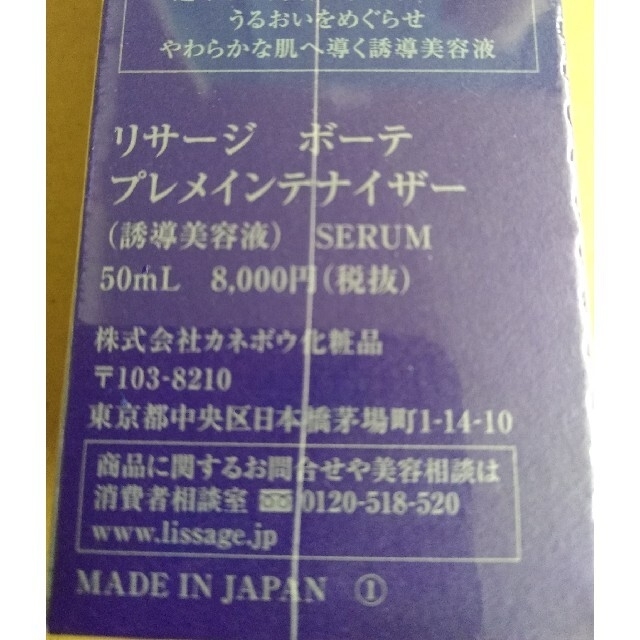 うるおいをめぐらせ
やわらかな肌へ導く誘導美容液
リサージ　ボーテ
プレメインテナイザー
(誘導美容液)　SERUM
50mL　8,000円(税抜)
株式会社カネボウ化粧品
〒103-8210
東京都中央区日本橋茅場町1-14-10
商品に関するお問合せや美容相談は
消費者相談室 0120-518-520
www.lissage.jp
MADE IN JAPAN ①